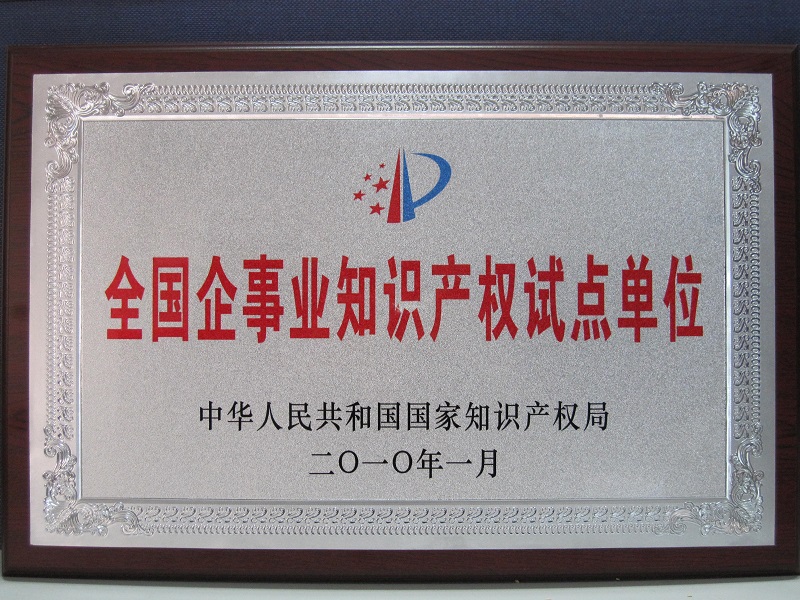 全国企事业知识产权试点单位
中华人民共和国国家知识产权局
二〇一〇年一月